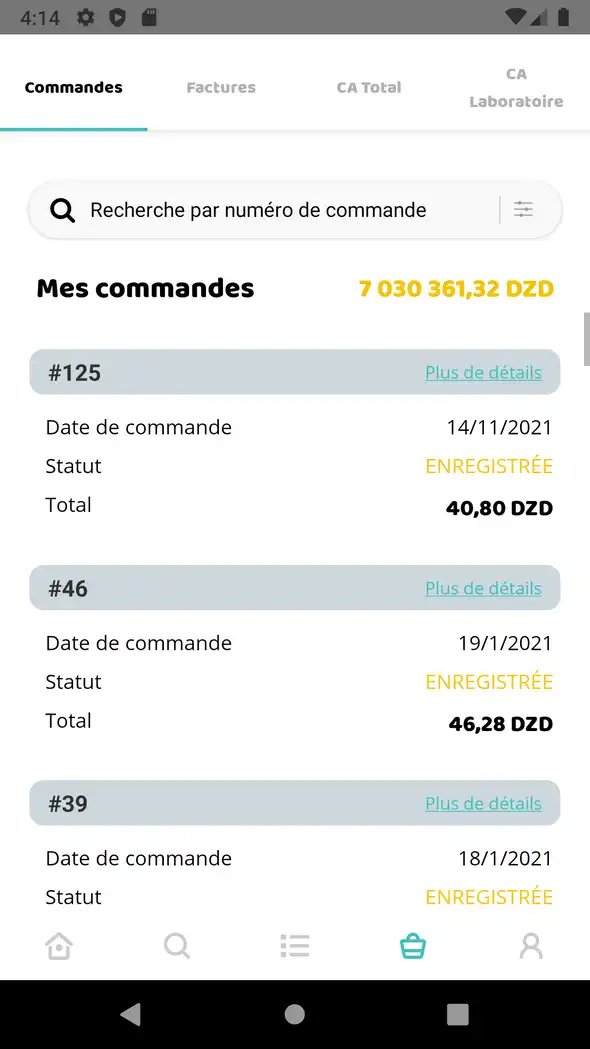 4:14
Commandes
Factures
CA Total
CA
Laboratoire
Recherche par numéro de commande
Mes commandes 7 030 361,32 DZD
#125 Plus de détails
Date de commande 14/11/2021
Statut ENREGISTRÉE
Total 40,80 DZD
#46 Plus de détails
Date de commande 19/1/2021
Statut ENREGISTRÉE
Total 46,28 DZD
#39 Plus de détails
Date de commande 18/1/2021
Statut ENREGISTRÉE